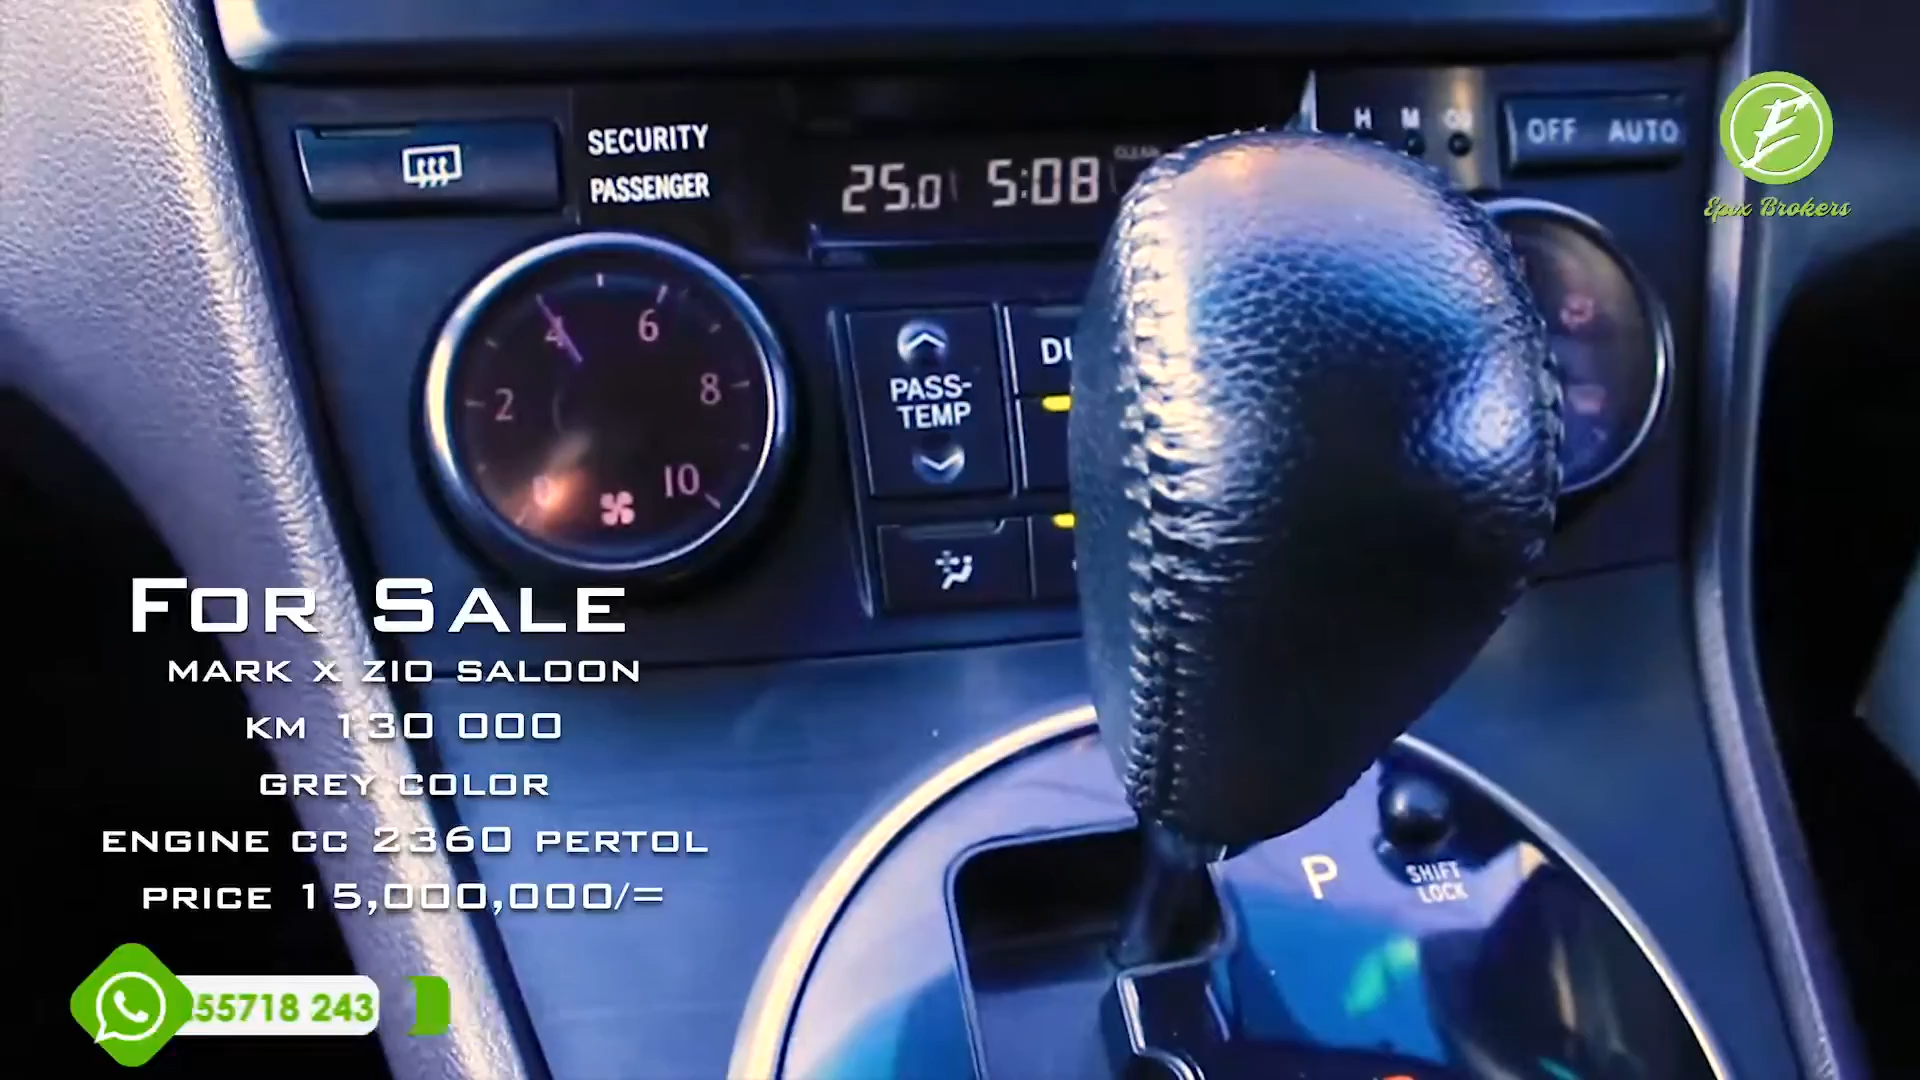 SECURITY
PASSENGER
25.0
5:08
CLEAR
H M
OFF AUTO
E
Epix Brokers
2 4 6 8 10
PASS-
TEMP
FOR SALE
MARK X ZIO SALOON
KM 130 000
GREY COLOR
ENGINE CC 2360 PERTOL
PRICE 15,000,000/=
P
SHIFT
LOCK
55718 243